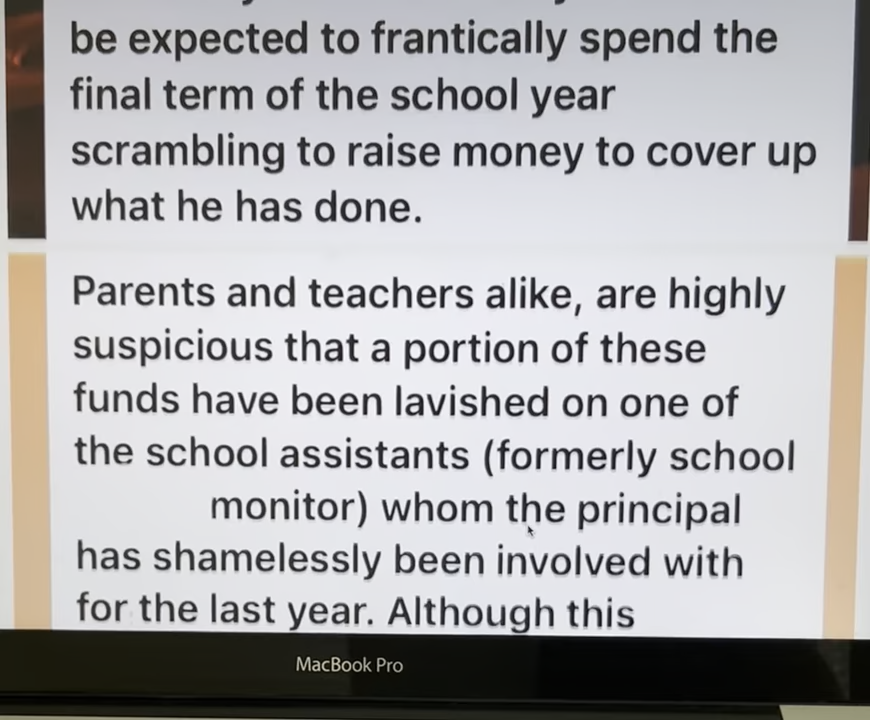 be expected to frantically spend the
final term of the school year
scrambling to raise money to cover up
what he has done.
Parents and teachers alike, are highly
suspicious that a portion of these
funds have been lavished on one of
the school assistants (formerly school
monitor) whom the principal
has shamelessly been involved with
for the last year. Although this
MacBook Pro